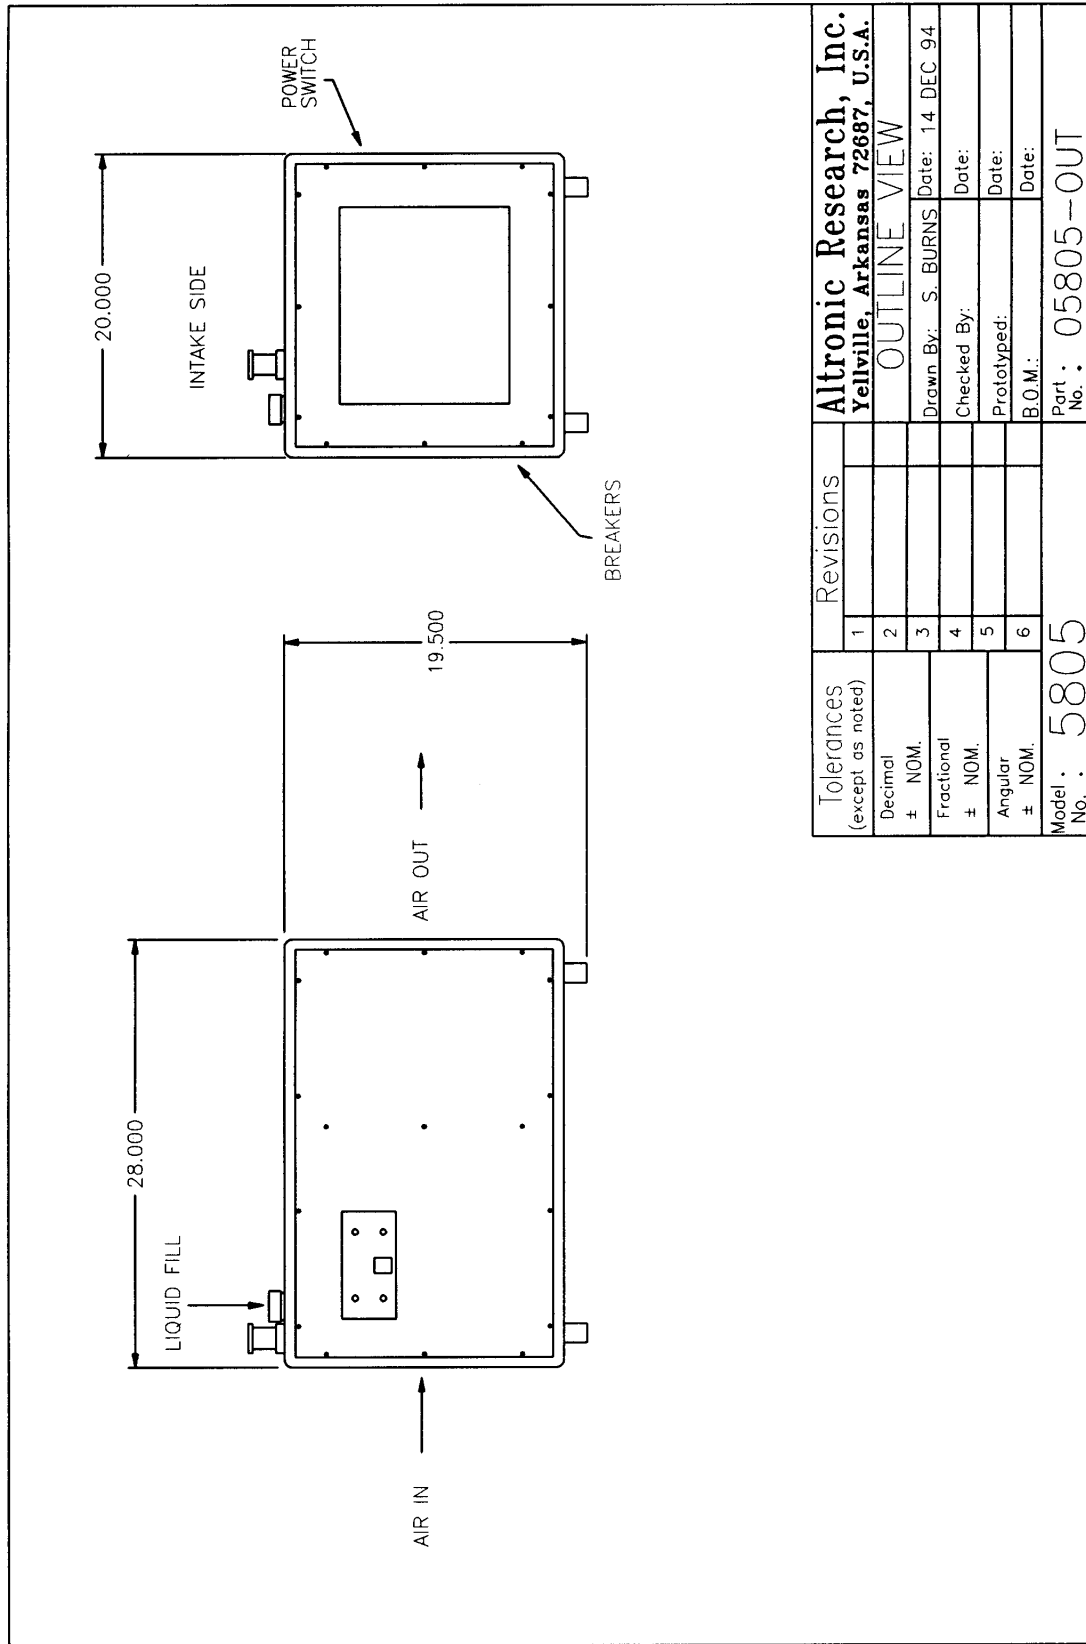 28.000
LIQUID FILL
AIR IN
AIR OUT
19.500
20.000
INTAKE SIDE
POWER
SWITCH
BREAKERS
Tolerances
(except as noted)
Decimal
± NOM.
Fractional
± NOM.
Angular
± NOM.
Revisions
1
2
3
4
5
6
Altronic Research, Inc.
Yellville, Arkansas 72687, U.S.A.
OUTLINE VIEW
Drawn By: S. BURNS Date: 14 DEC 94
Checked By: Date:
Prototyped: Date:
B.O.M.: Date:
Model No.: 5805
Part No.: 05805-OUT